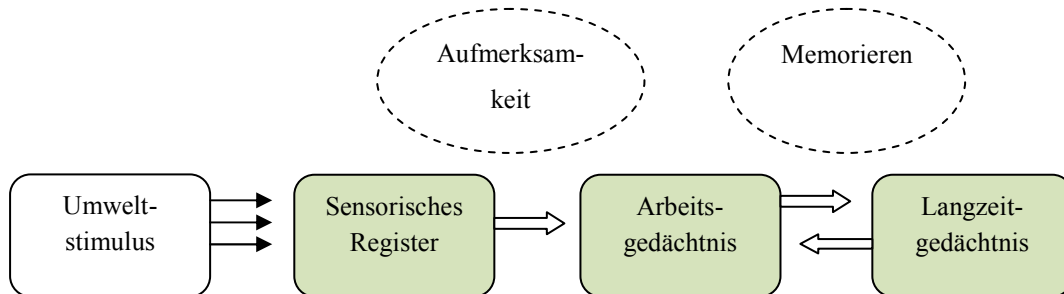 Aufmerksam-
keit
Memorieren
Umwelt-
stimulus
Sensorisches
Register
Arbeits-
gedächtnis
Langzeit-
gedächtnis